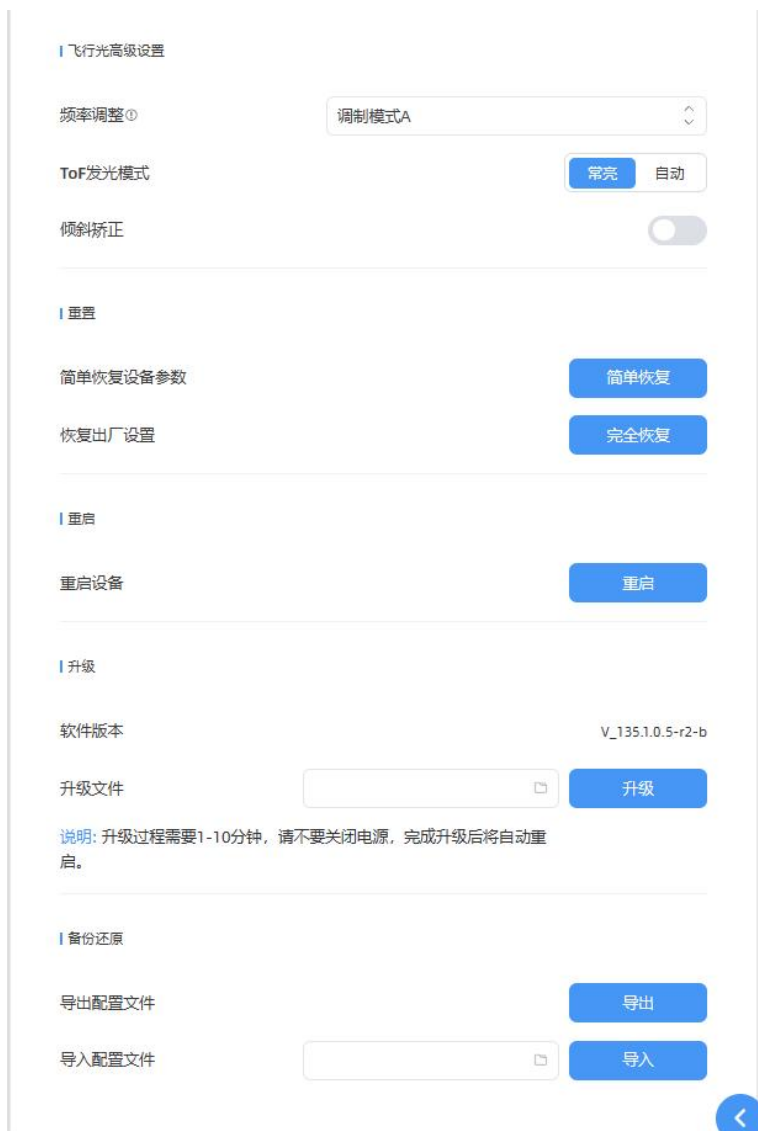 飞行光高级设置
频率调整
调制模式A
ToF发光模式
常亮 自动
倾斜矫正
重置
简单恢复设备参数
简单恢复
恢复出厂设置
完全恢复
重启
重启设备
重启
升级
软件版本
V_135.1.0.5-r2-b
升级文件
升级
说明: 升级过程需要1-10分钟，请不要关闭电源，完成升级后将自动重
启。
备份还原
导出配置文件
导出
导入配置文件
导入